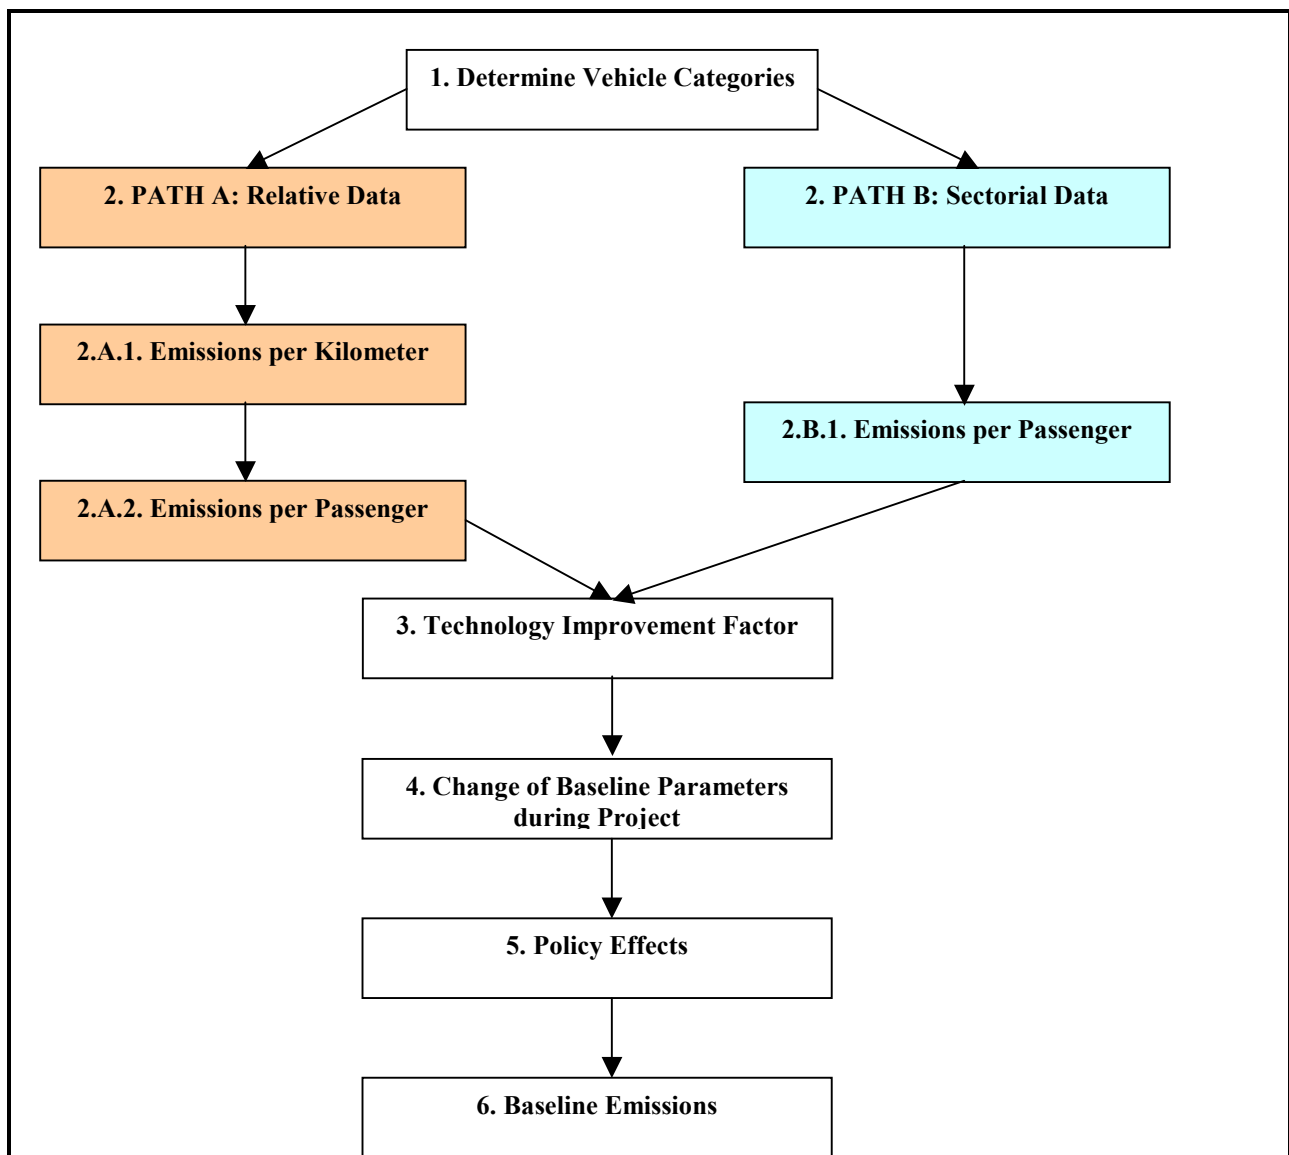 1. Determine Vehicle Categories
2. PATH A: Relative Data
2. PATH B: Sectorial Data
2.A.1. Emissions per Kilometer
2.B.1. Emissions per Passenger
2.A.2. Emissions per Passenger
3. Technology Improvement Factor
4. Change of Baseline Parameters
during Project
5. Policy Effects
6. Baseline Emissions